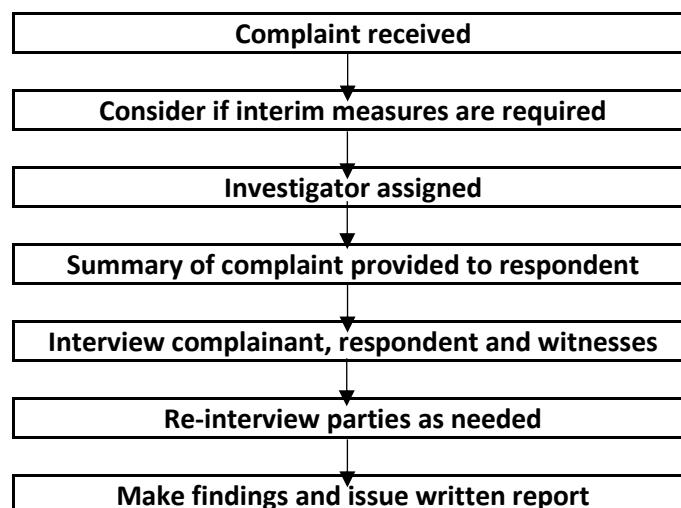 Complaint received
Consider if interim measures are required
Investigator assigned
Summary of complaint provided to respondent
Interview complainant, respondent and witnesses
Re-interview parties as needed
Make findings and issue written report